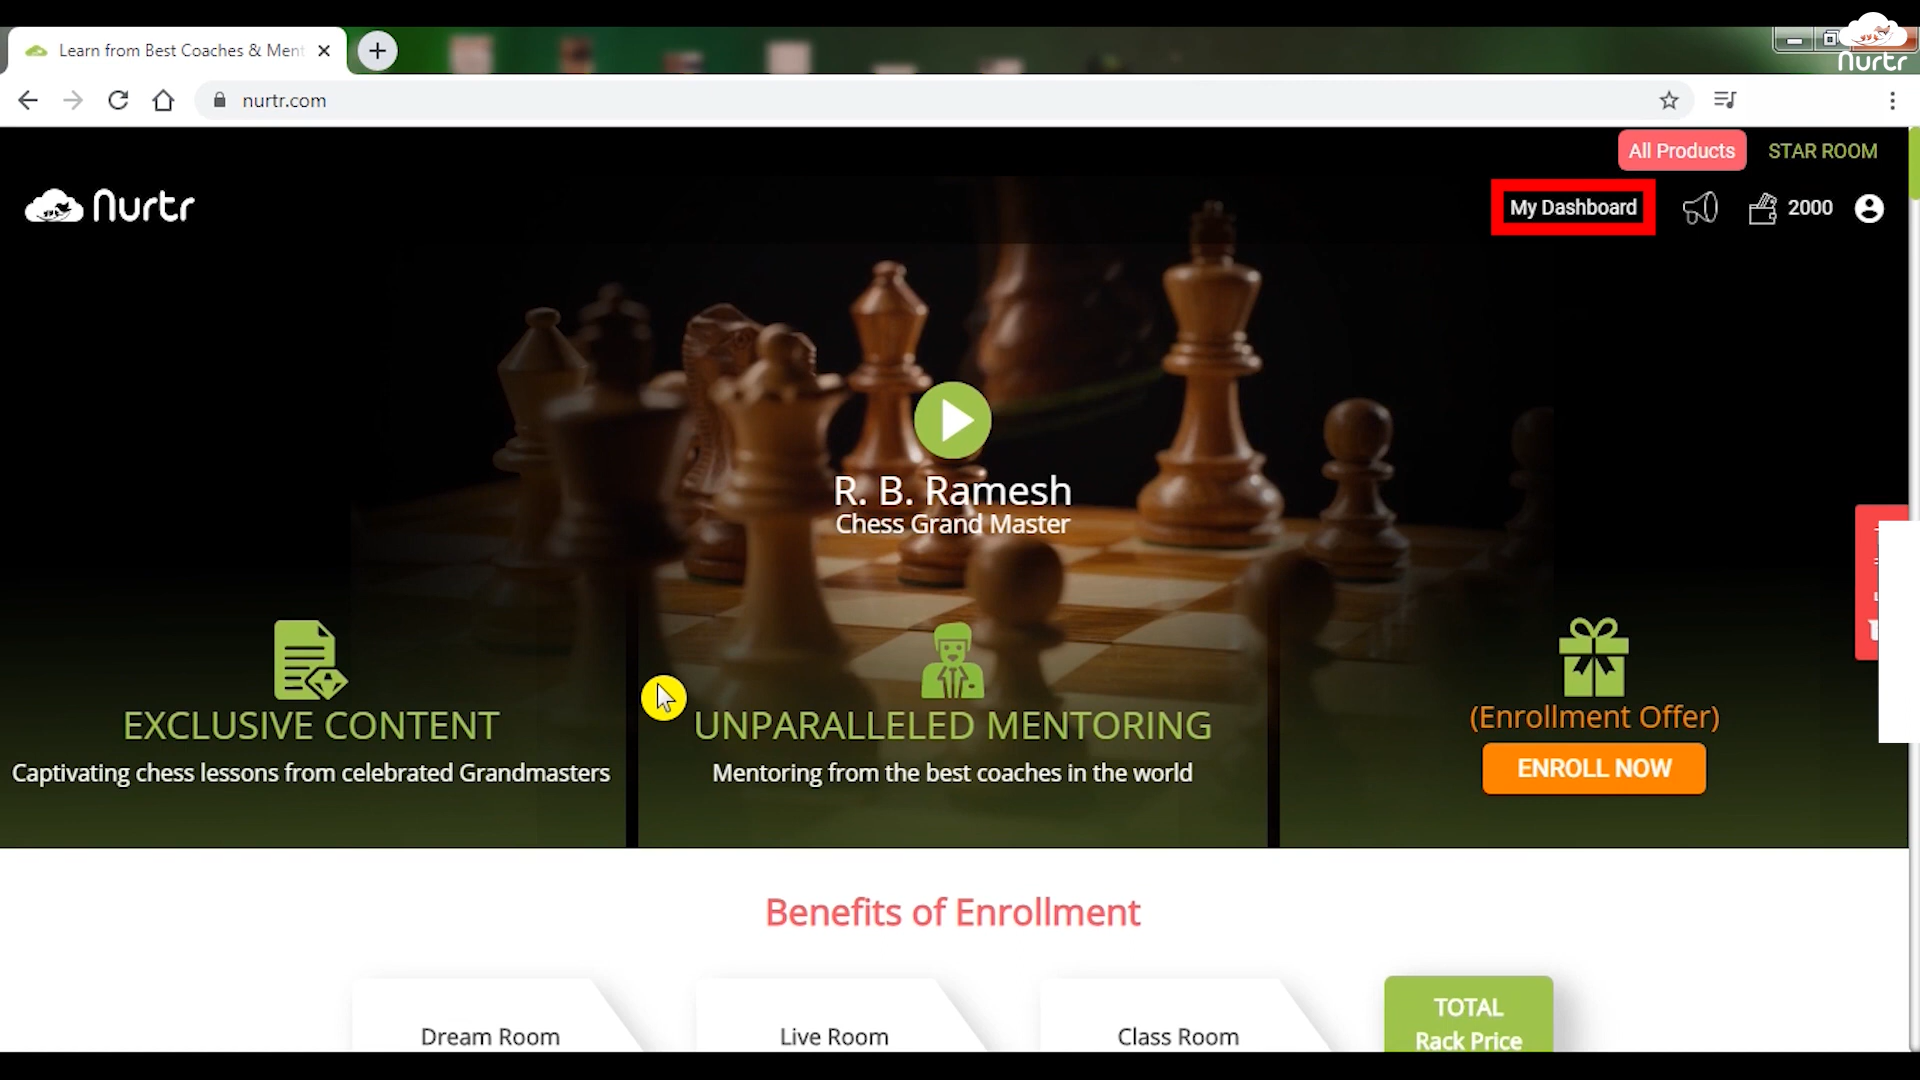 Learn from Best Coaches & Ment
Nurtr
nurtr.com
All Products
STAR ROOM
Nurtr
My Dashboard
2000
R. B. Ramesh
Chess Grand Master
EXCLUSIVE CONTENT
Captivating chess lessons from celebrated Grandmasters
UNPARALLELED MENTORING
Mentoring from the best coaches in the world
(Enrollment Offer)
ENROLL NOW
Benefits of Enrollment
Dream Room
Live Room
Class Room
TOTAL
Rack Price